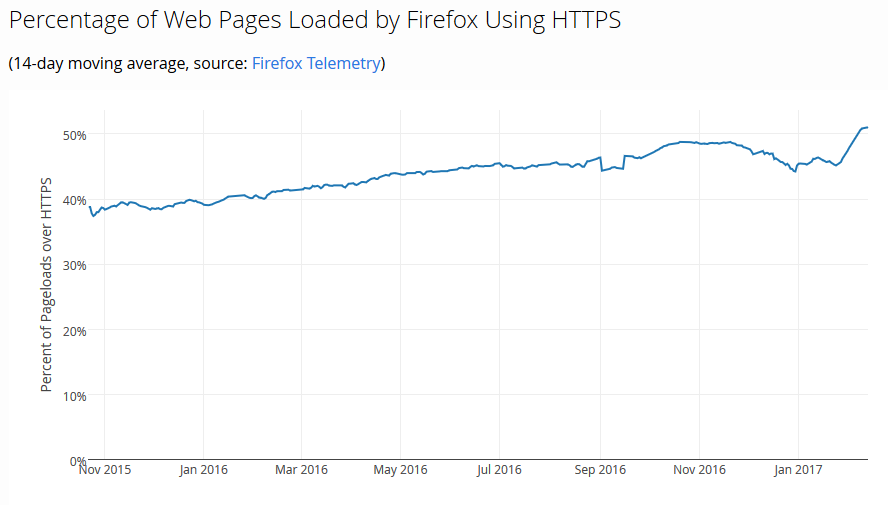 Percentage of Web Pages Loaded by Firefox Using HTTPS
(14-day moving average, source: Firefox Telemetry)
Percent of Pageloads over HTTPS
50%
40%
30%
20%
10%
0%
Nov 2015 Jan 2016 Mar 2016 May 2016 Jul 2016 Sep 2016 Nov 2016 Jan 2017